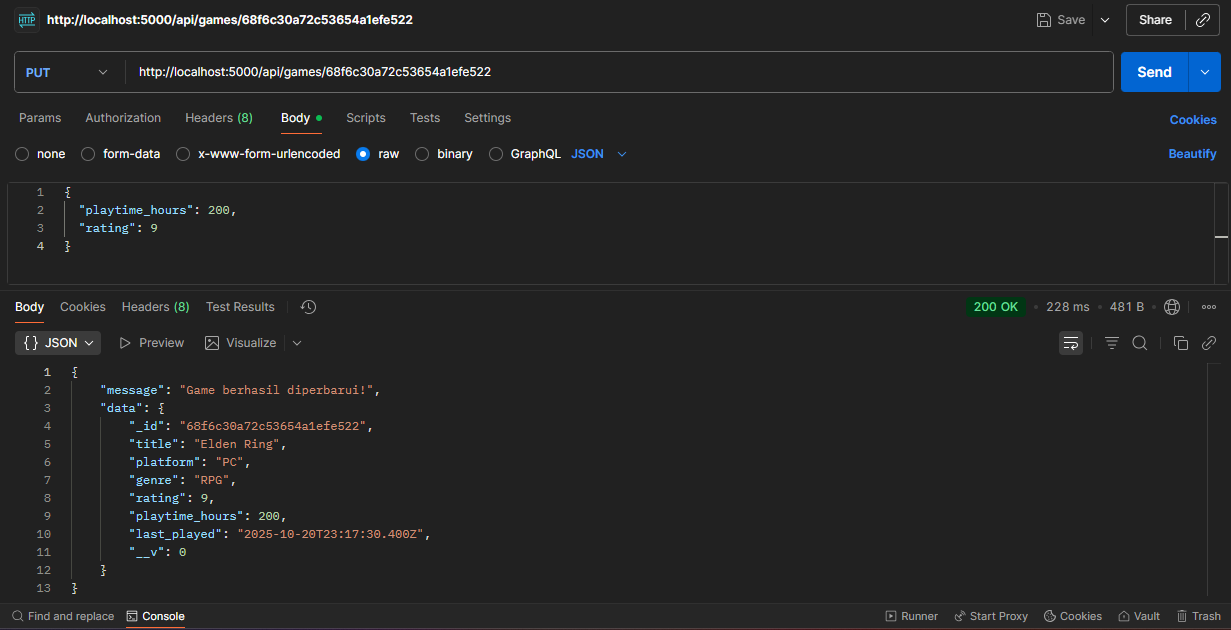 HTTP http://localhost:5000/api/games/68f6c30a72c53654a1efe522 Save Share
PUT http://localhost:5000/api/games/68f6c30a72c53654a1efe522 Send
Params Authorization Headers (8) Body Scripts Tests Settings Cookies
none form-data x-www-form-urlencoded raw binary GraphQL JSON Beautify
1 {
2 "playtime_hours": 200,
3 "rating": 9
4 }
Body Cookies Headers (8) Test Results 200 OK • 228 ms • 481 B •
{} JSON Preview Visualize
1 {
2 "message": "Game berhasil diperbarui!",
3 "data": {
4 "_id": "68f6c30a72c53654a1efe522",
5 "title": "Elden Ring",
6 "platform": "PC",
7 "genre": "RPG",
8 "rating": 9,
9 "playtime_hours": 200,
10 "last_played": "2025-10-20T23:17:30.400Z",
11 "__v": 0
12 }
13 }
Find and replace Console Runner Start Proxy Cookies Vault Trash